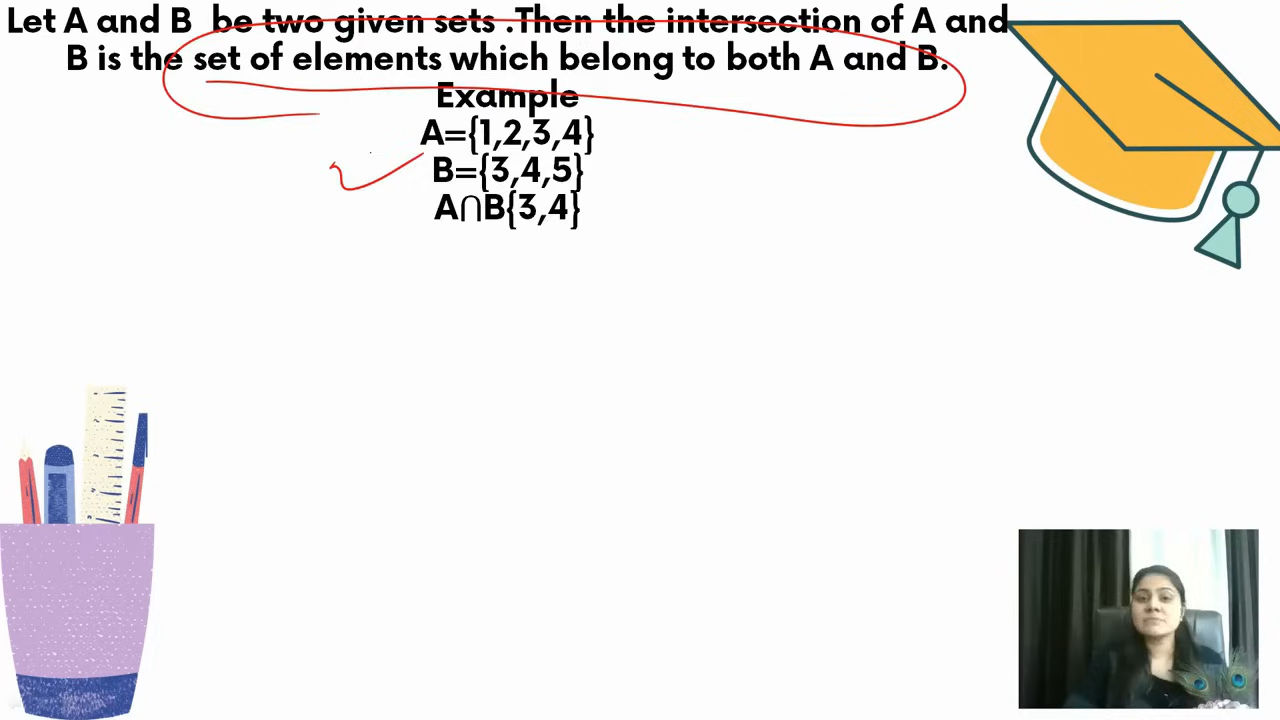 Let A and B be two given sets .Then the intersection of A and
B is the set of elements which belong to both A and B.
Example
A={1,2,3,4}
B={3,4,5}
A∩B{3,4}